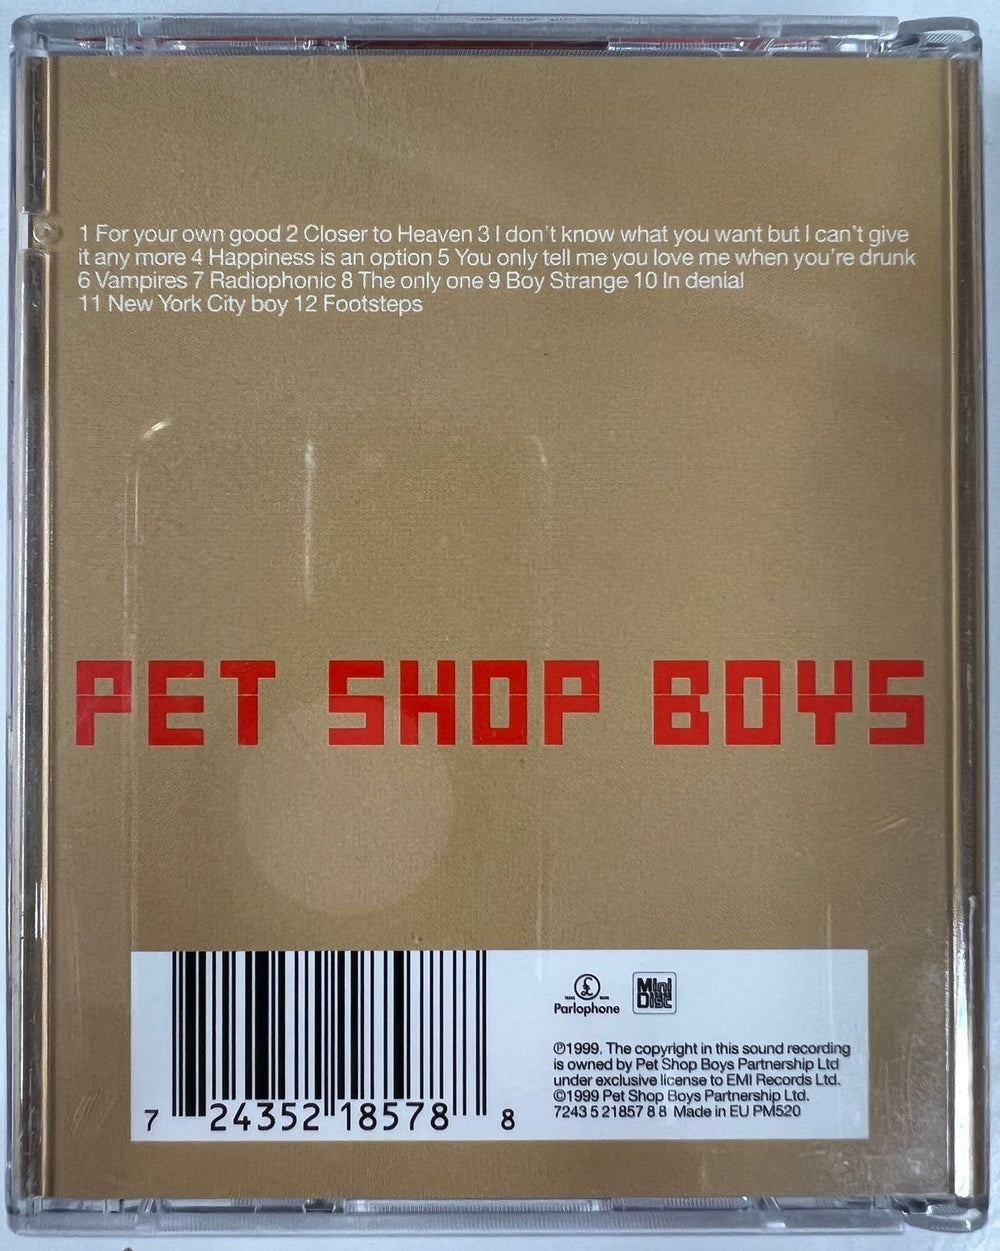 1 For your own good 2 Closer to Heaven 3 I don't know what you want but I can't give
it any more 4 Happiness is an option 5 You only tell me you love me when you're drunk
6 Vampires 7 Radiophonic 8 The only one 9 Boy Strange 10 In denial
11 New York City boy 12 Footsteps
PET SHOP BOYS
7 24352 18578 8
£
Parlophone
Mini Disc
℗1999. The copyright in this sound recording
is owned by Pet Shop Boys Partnership Ltd
under exclusive license to EMI Records Ltd.
©1999 Pet Shop Boys Partnership Ltd.
7243 5 21857 8 8 Made in EU PM520